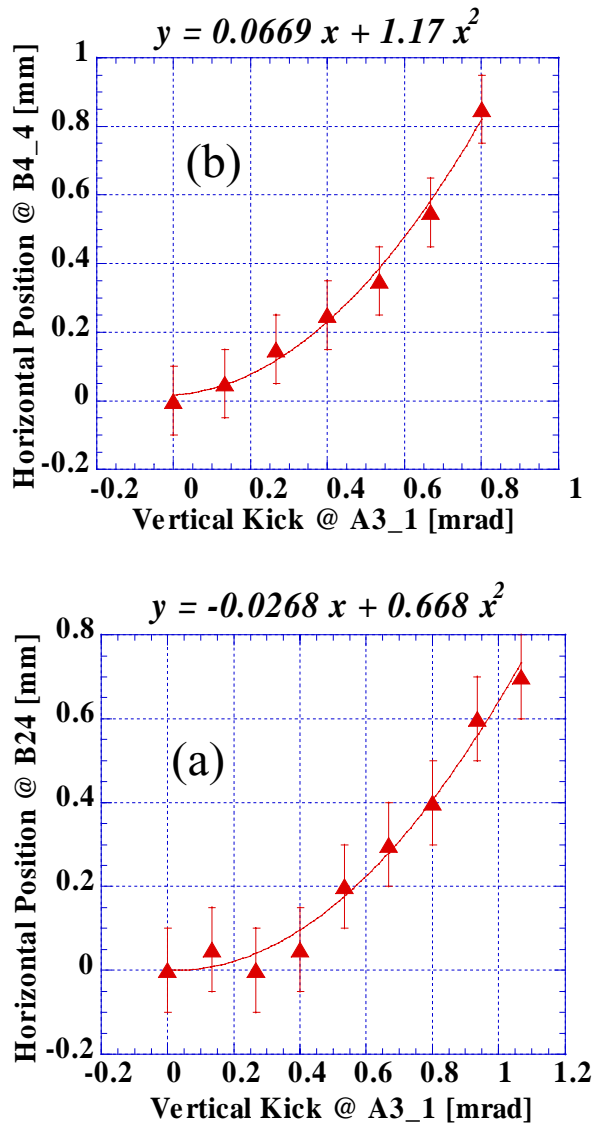 y = 0.0669 x + 1.17 x²
1
0.8
0.6
0.4
0.2
0
-0.2
Horizontal Position @ B4_4 [mm]
(b)
-0.2 0 0.2 0.4 0.6 0.8 1
Vertical Kick @ A3_1 [mrad]
y = -0.0268 x + 0.668 x²
0.8
0.6
0.4
0.2
0
-0.2
Horizontal Position @ B24 [mm]
(a)
-0.2 0 0.2 0.4 0.6 0.8 1 1.2
Vertical Kick @ A3_1 [mrad]